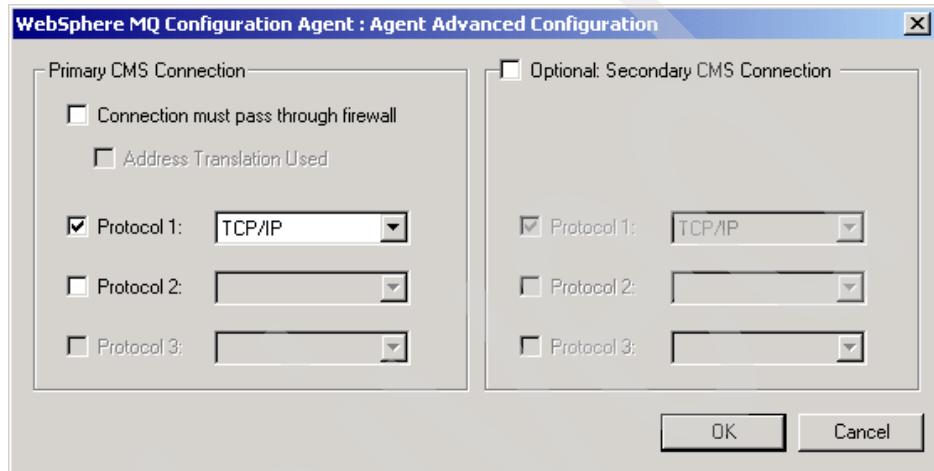 WebSphere MQ Configuration Agent : Agent Advanced Configuration
Primary CMS Connection
Connection must pass through firewall
Address Translation Used
Protocol 1: TCP/IP
Protocol 2:
Protocol 3:
Optional: Secondary CMS Connection
Protocol 1: TCP/IP
Protocol 2:
Protocol 3:
OK Cancel